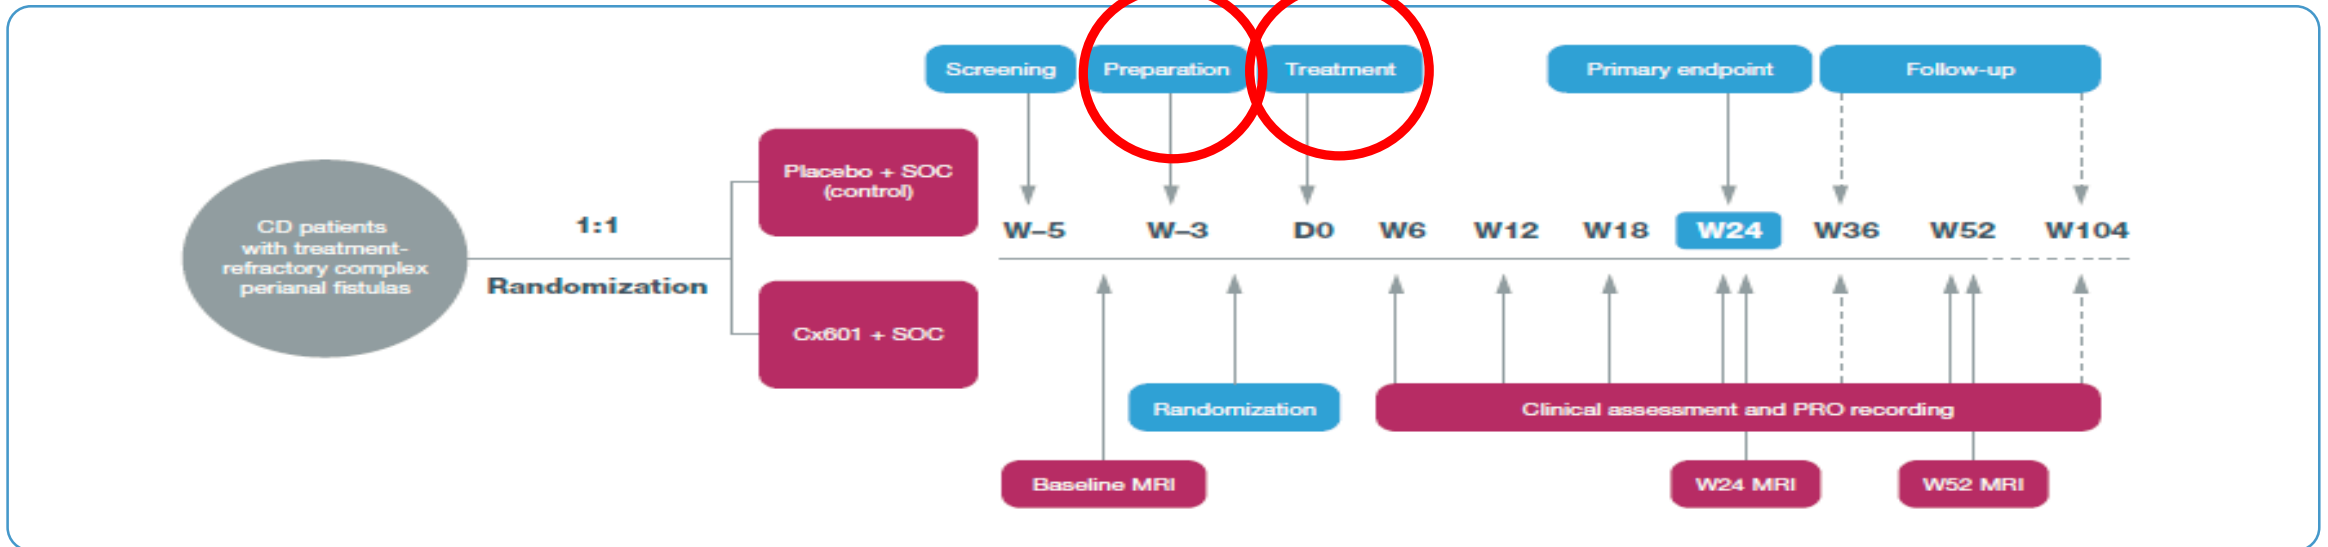 Screening
Preparation
Treatment
Primary endpoint
Follow-up
CD patients
with treatment-
refractory complex
perianal fistulas
1:1
Randomization
Placebo + SOC
(control)
Cx601 + SOC
W–5
W–3
D0
W6
W12
W18
W24
W36
W52
W104
Randomization
Clinical assessment and PRO recording
Baseline MRI
W24 MRI
W52 MRI